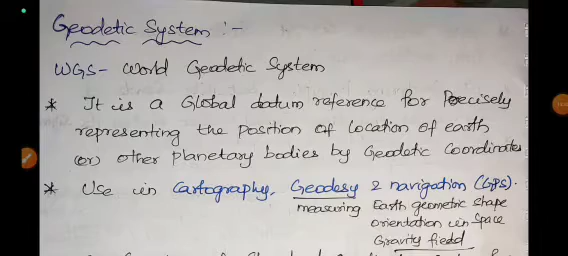 Geodetic System :-
WGS- World Geodetic System
* It is a Global datum reference for Precisely
representing the position of location of earth
(or) other planetary bodies by Geodetic Coordinates
* Use in Cartography, Geodesy & navigation (GPS).
measuring Earth geometric shape
orientation in space
Gravity field